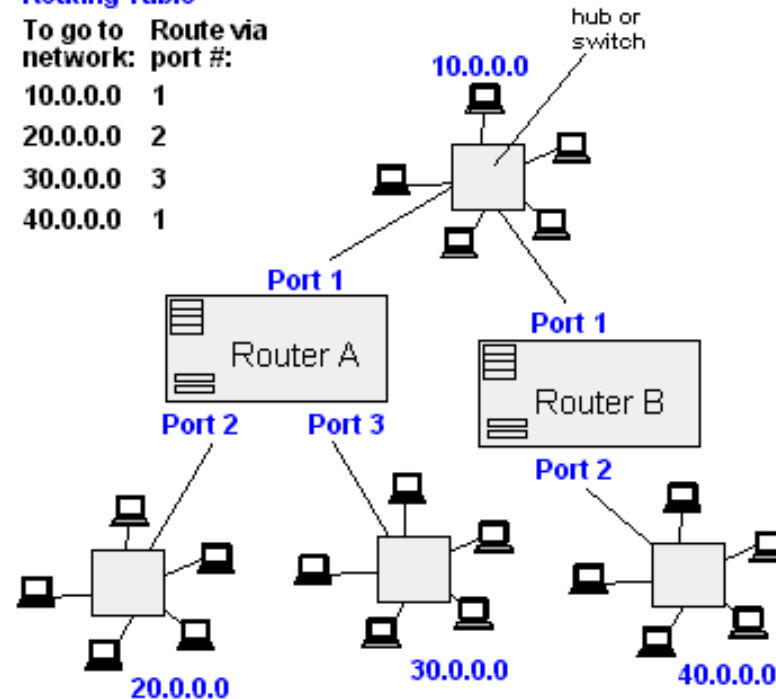 Routing Table
To go to Route via
network: port #:
10.0.0.0 1
20.0.0.0 2
30.0.0.0 3
40.0.0.0 1
hub or
switch
10.0.0.0
Port 1
Router A
Port 2 Port 3
Port 1
Router B
Port 2
20.0.0.0
30.0.0.0
40.0.0.0